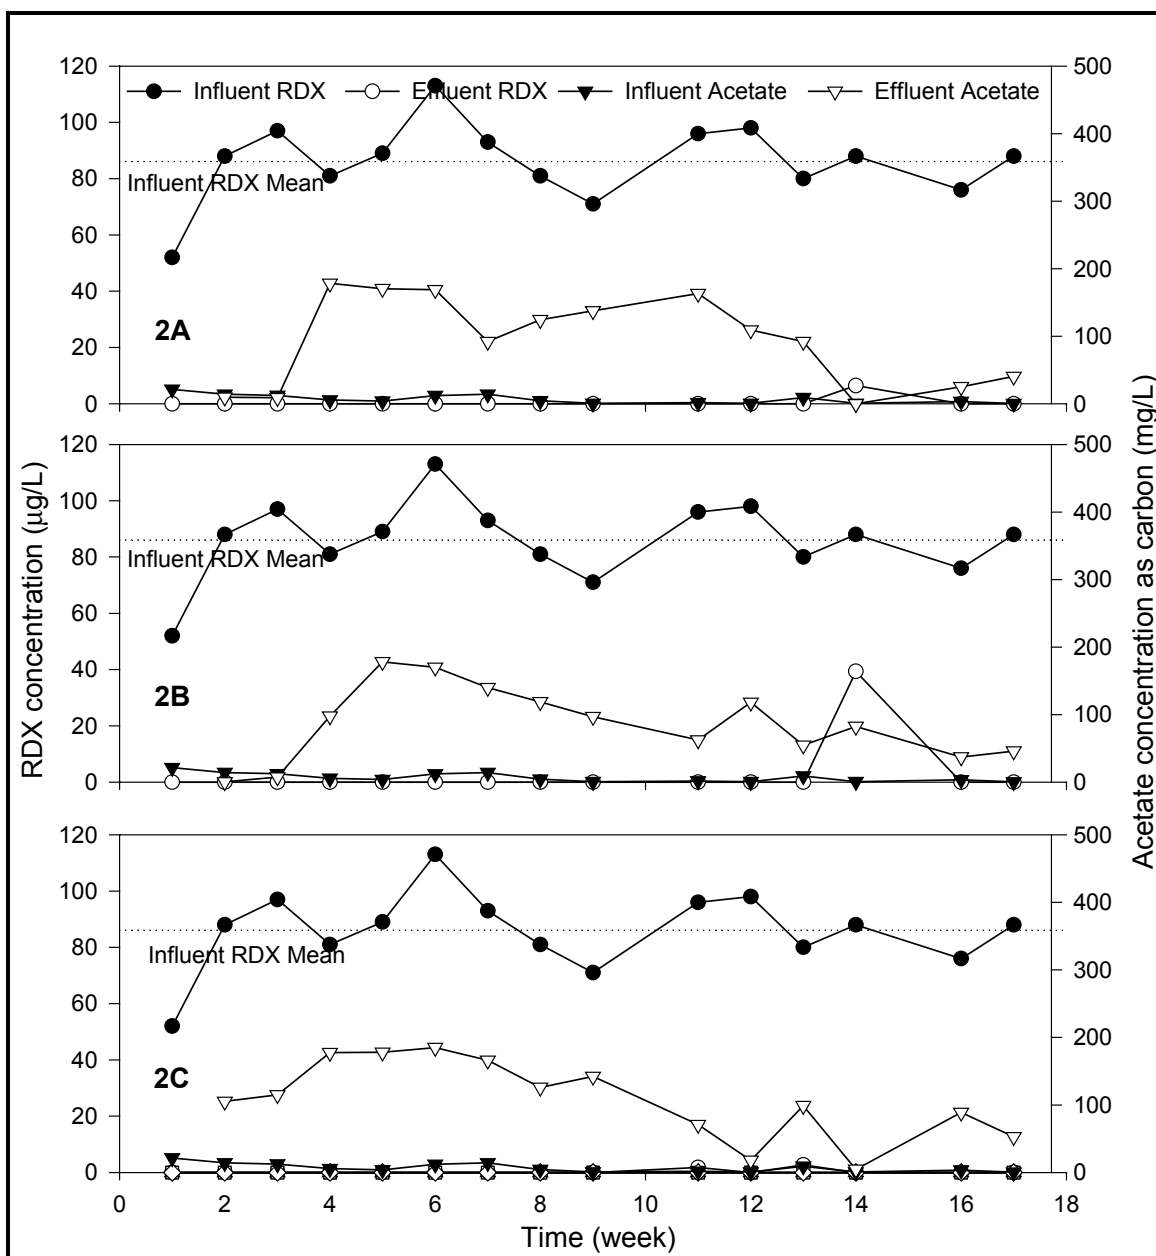 120 500
Influent RDX Effluent RDX Influent Acetate Effluent Acetate
100 400
80 300
Influent RDX Mean
60
200
40
2A
100
20
0 0
120 500
100 400
80 300
Influent RDX Mean
60
200
40
2B
100
20
0 0
RDX concentration (µg/L)
Acetate concentration as carbon (mg/L)
120 500
100 400
80 300
Influent RDX Mean
60
200
40
2C
100
20
0 0
0 2 4 6 8 10 12 14 16 18
Time (week)